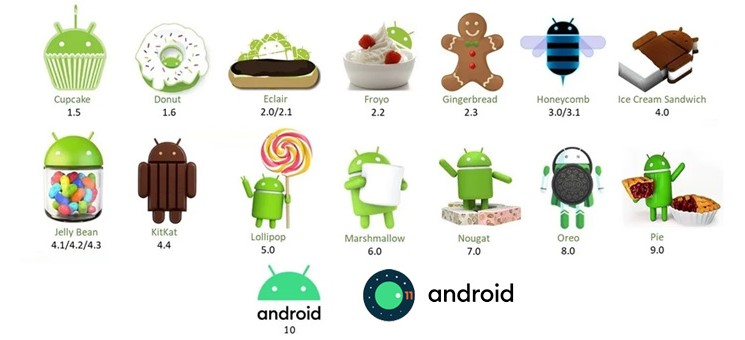 Cupcake
1.5
Donut
1.6
Eclair
2.0/2.1
Froyo
2.2
Gingerbread
2.3
Honeycomb
3.0/3.1
Ice Cream Sandwich
4.0
Jelly Bean
4.1/4.2/4.3
KitKat
4.4
Lollipop
5.0
Marshmallow
6.0
Nougat
7.0
Oreo
8.0
Pie
9.0
android
10
11
android